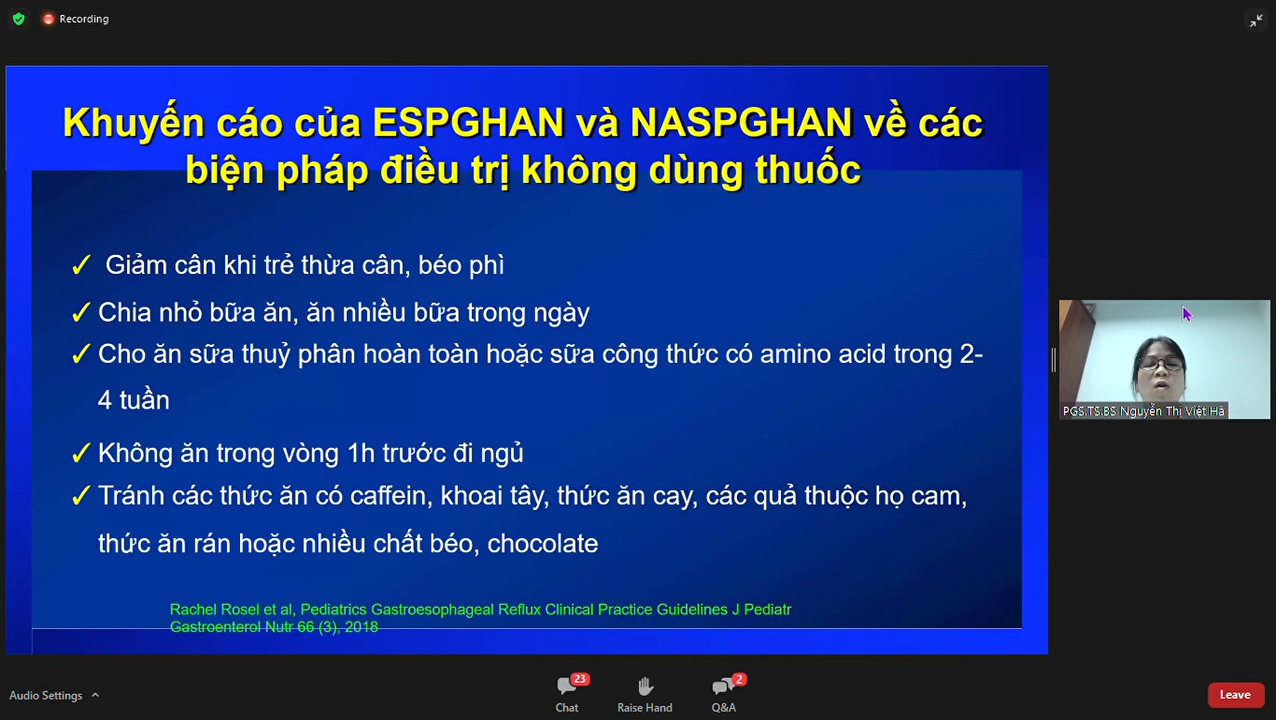 Recording
Khuyến cáo của ESPGHAN và NASPGHAN về các
biện pháp điều trị không dùng thuốc
✓ Giảm cân khi trẻ thừa cân, béo phì
✓ Chia nhỏ bữa ăn, ăn nhiều bữa trong ngày
✓ Cho ăn sữa thuỷ phân hoàn toàn hoặc sữa công thức có amino acid trong 2-
4 tuần
✓ Không ăn trong vòng 1h trước đi ngủ
✓ Tránh các thức ăn có caffein, khoai tây, thức ăn cay, các quả thuộc họ cam,
thức ăn rán hoặc nhiều chất béo, chocolate
Rachel Rosel et al, Pediatrics Gastroesophageal Reflux Clinical Practice Guidelines J Pediatr
Gastroenterol Nutr 66 (3), 2018
PGS.TS.BS Nguyễn Thị Việt Hà
Audio Settings
23
Chat
Raise Hand
2
Q&A
Leave